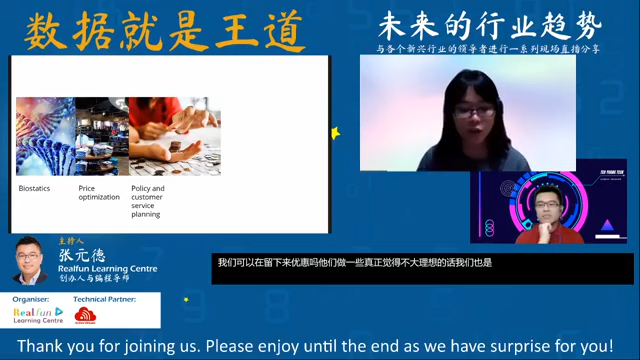 数据就是王道
未来的行业趋势
与各个新兴行业的领导者进行一系列现场直播分享
Biostatics
Price
optimization
Policy and
customer
service
planning
主持人
张元德
Realfun Learning Centre
创办人与编程导师
我们可以在留下来优惠吗他们做一些真正觉得不大理想的话我们也是
Organiser:
Realfun
Learning Centre
Technical Partner:
Thank you for joining us. Please enjoy until the end as we have surprise for you!